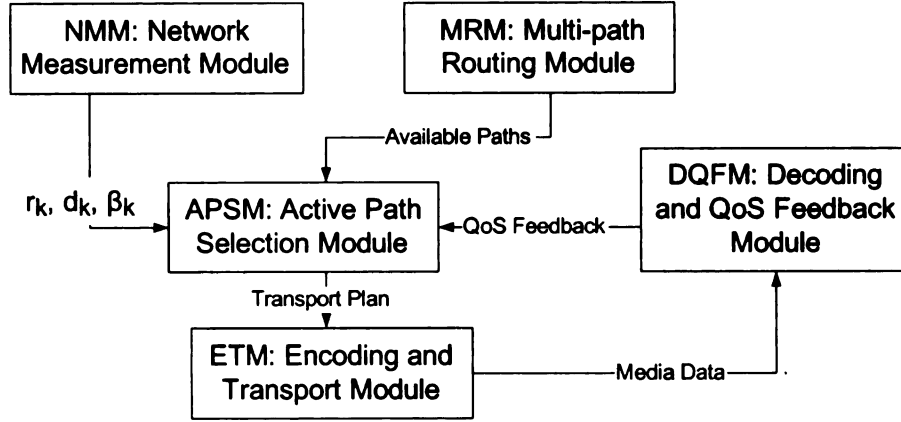 NMM: Network
Measurement Module
MRM: Multi-path
Routing Module
Available Paths
rk, dk, βk
APSM: Active Path
Selection Module
QoS Feedback
DQFM: Decoding
and QoS Feedback
Module
Transport Plan
ETM: Encoding and
Transport Module
Media Data